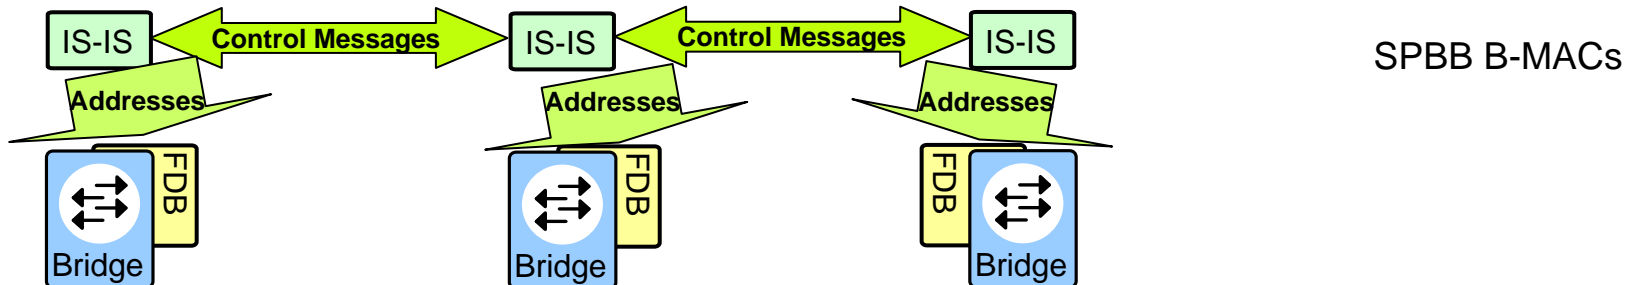 IS-IS Control Messages IS-IS Control Messages IS-IS
SPBB B-MACs
Addresses Addresses Addresses
FDB FDB FDB
Bridge Bridge Bridge